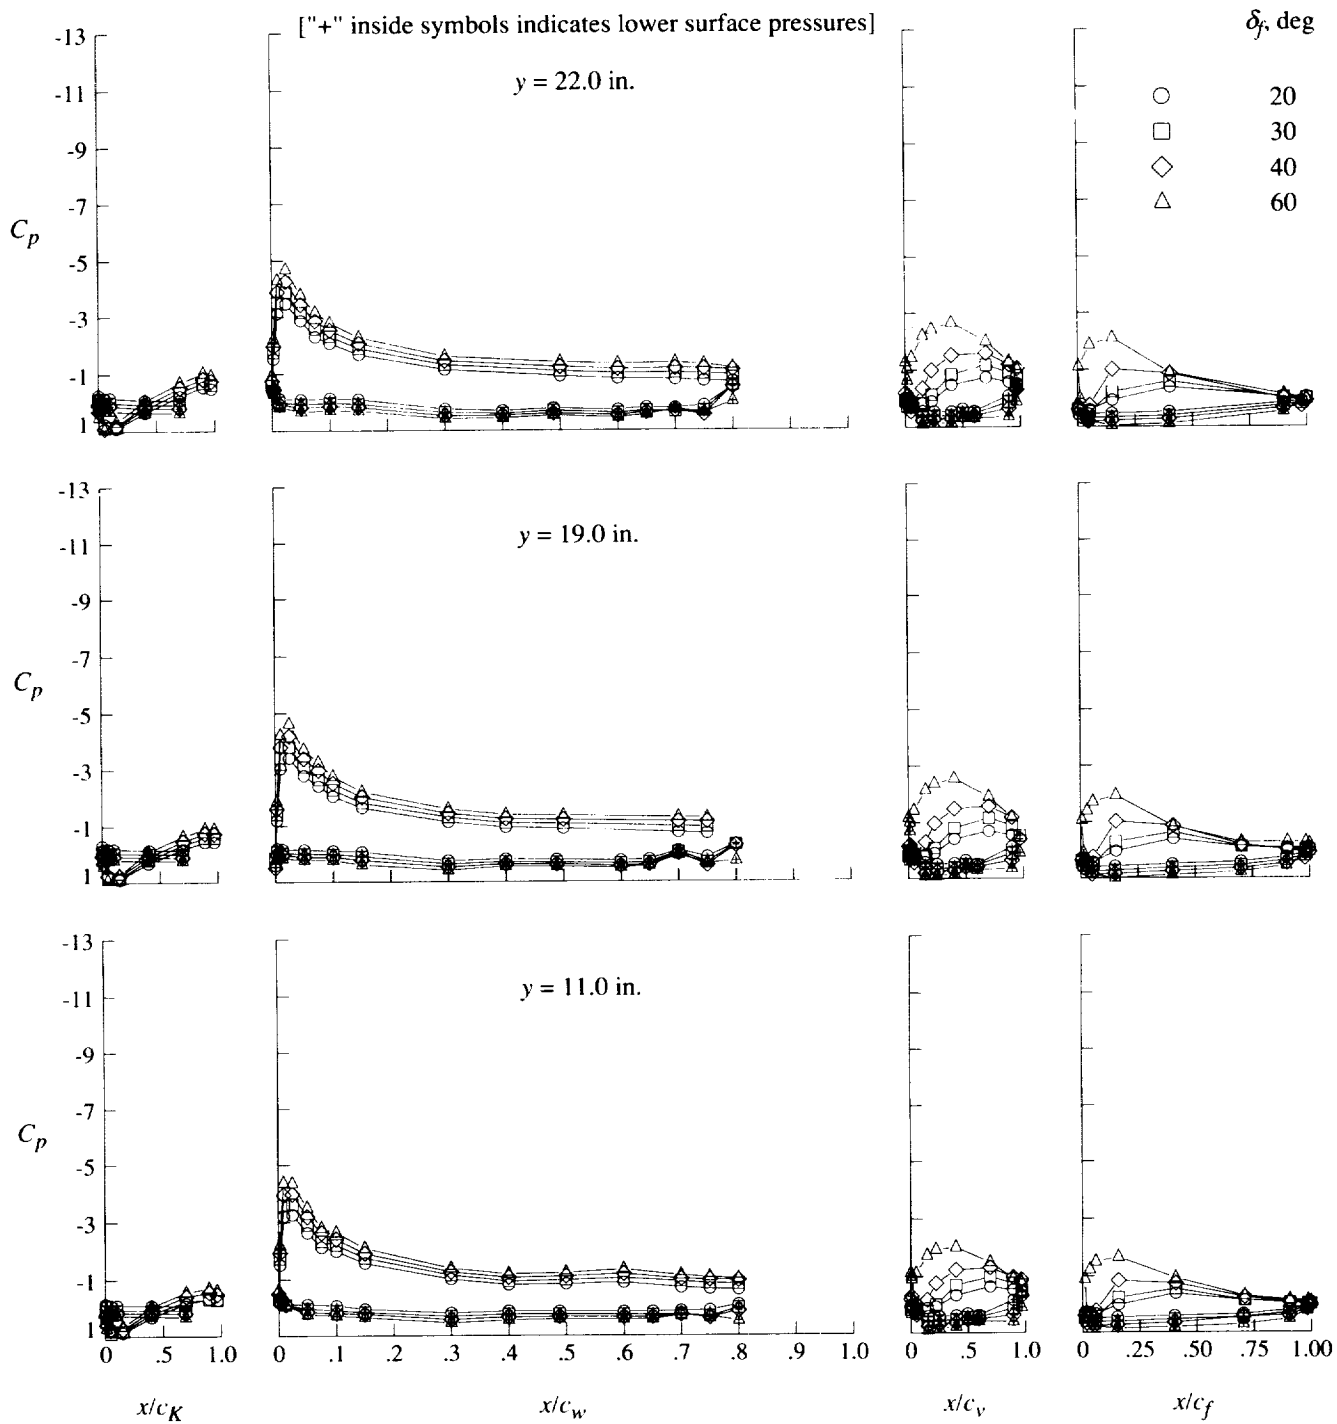 ["+" inside symbols indicates lower surface pressures]
δf, deg
20
30
40
60
y = 22.0 in.
-13
-11
-9
-7
-5
-3
-1
1
Cp
y = 19.0 in.
-13
-11
-9
-7
-5
-3
-1
1
Cp
y = 11.0 in.
-13
-11
-9
-7
-5
-3
-1
1
Cp
0 .5 1.0 0 .1 .2 .3 .4 .5 .6 .7 .8 .9 1.0 0 .5 1.0 0 .25 .50 .75 1.00
x/cK x/cw x/cv x/cf